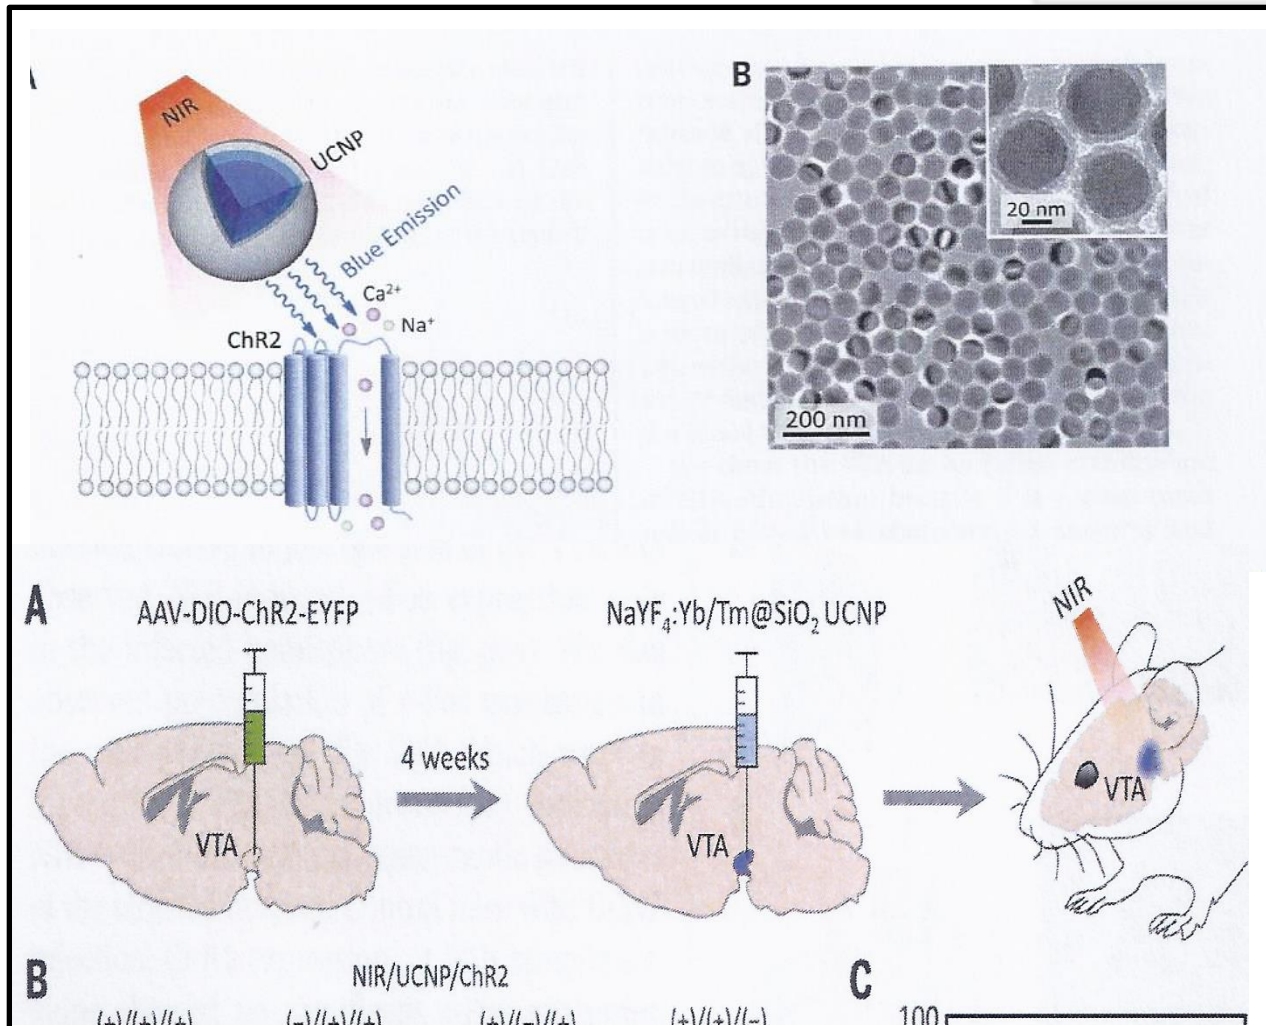 NIR
UCNP
Blue Emission
Ca²⁺
Na⁺
ChR2
B
20 nm
200 nm
A
AAV-DIO-ChR2-EYFP
NaYF₄:Yb/Tm@SiO₂ UCNP
NIR
4 weeks
VTA
VTA
VTA
B
NIR/UCNP/ChR2
C
100